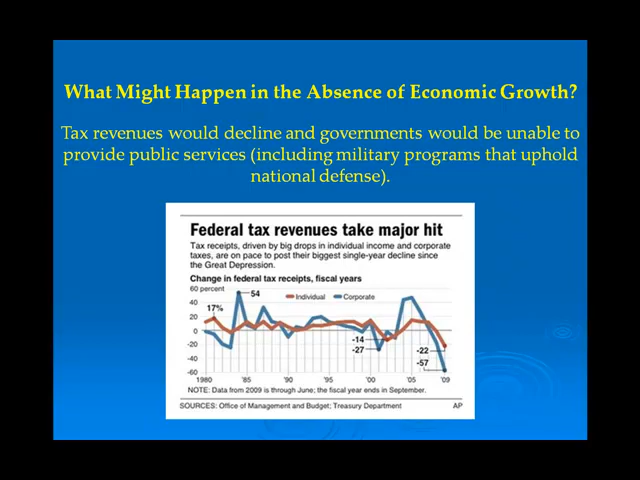 What Might Happen in the Absence of Economic Growth?
Tax revenues would decline and governments would be unable to
provide public services (including military programs that uphold
national defense).
Federal tax revenues take major hit
Tax receipts, driven by big drops in individual income and corporate
taxes, are on pace to post their biggest single-year decline since
the Great Depression.
Change in federal tax receipts, fiscal years
60 percent
Individual Corporate
54
40
17%
20
0
-14
-20
-27
-22
-40
-57
-60
1980 '85 '90 '95 '00 '05 '09
NOTE: Data from 2009 is through June; the fiscal year ends in September.
SOURCES: Office of Management and Budget; Treasury Department AP